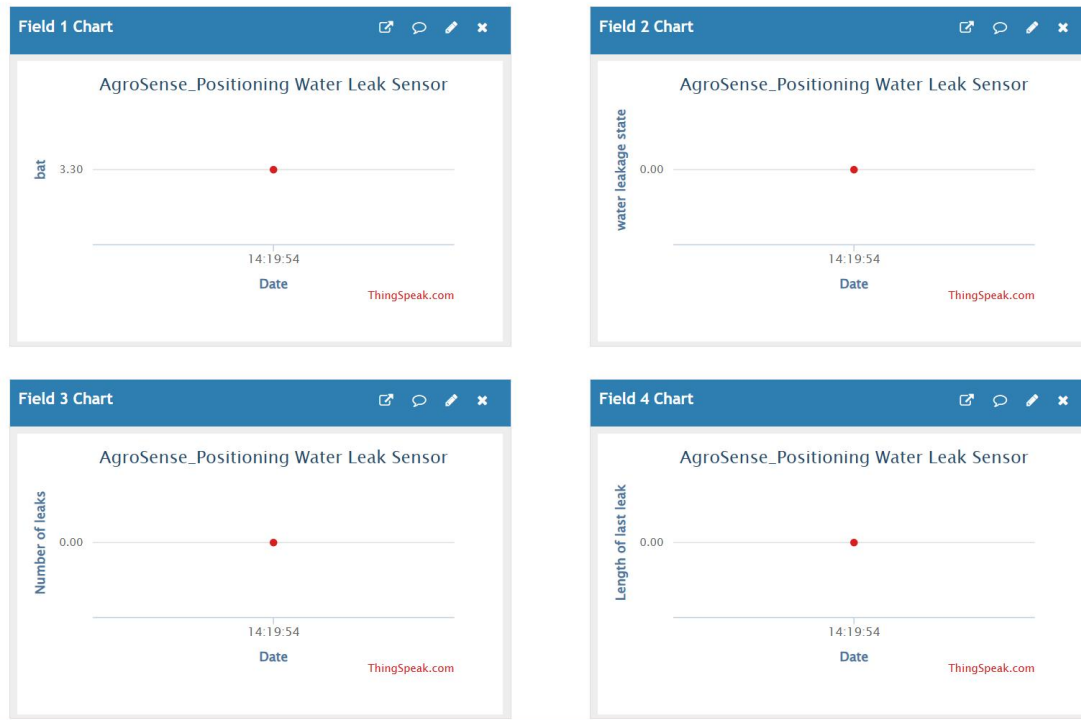 Field 1 Chart
AgroSense_Positioning Water Leak Sensor
bat
3.30
14:19:54
Date
ThingSpeak.com
Field 2 Chart
AgroSense_Positioning Water Leak Sensor
water leakage state
0.00
14:19:54
Date
ThingSpeak.com
Field 3 Chart
AgroSense_Positioning Water Leak Sensor
Number of leaks
0.00
14:19:54
Date
ThingSpeak.com
Field 4 Chart
AgroSense_Positioning Water Leak Sensor
Length of last leak
0.00
14:19:54
Date
ThingSpeak.com